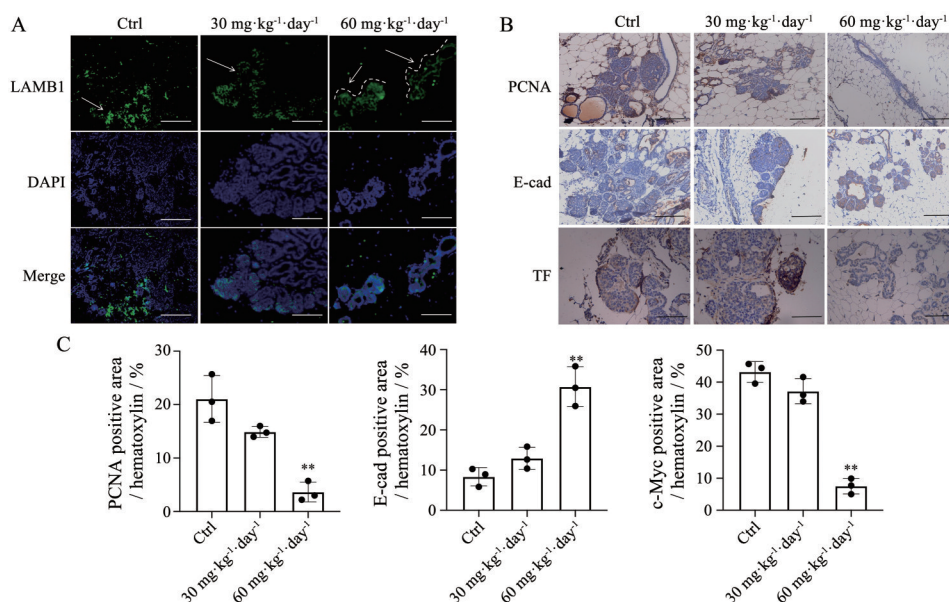 A
Ctrl
30 mg·kg⁻¹·day⁻¹
60 mg·kg⁻¹·day⁻¹
LAMB1
DAPI
Merge
B
Ctrl
30 mg·kg⁻¹·day⁻¹
60 mg·kg⁻¹·day⁻¹
PCNA
E-cad
TF
C
PCNA positive area
/ hematoxylin / %
30
20
10
0
**
Ctrl
30 mg·kg⁻¹·day⁻¹
60 mg·kg⁻¹·day⁻¹
E-cad positive area
/ hematoxylin / %
40
30
20
10
0
**
Ctrl
30 mg·kg⁻¹·day⁻¹
60 mg·kg⁻¹·day⁻¹
c-Myc positive area
/ hematoxylin / %
50
40
30
20
10
0
**
Ctrl
30 mg·kg⁻¹·day⁻¹
60 mg·kg⁻¹·day⁻¹